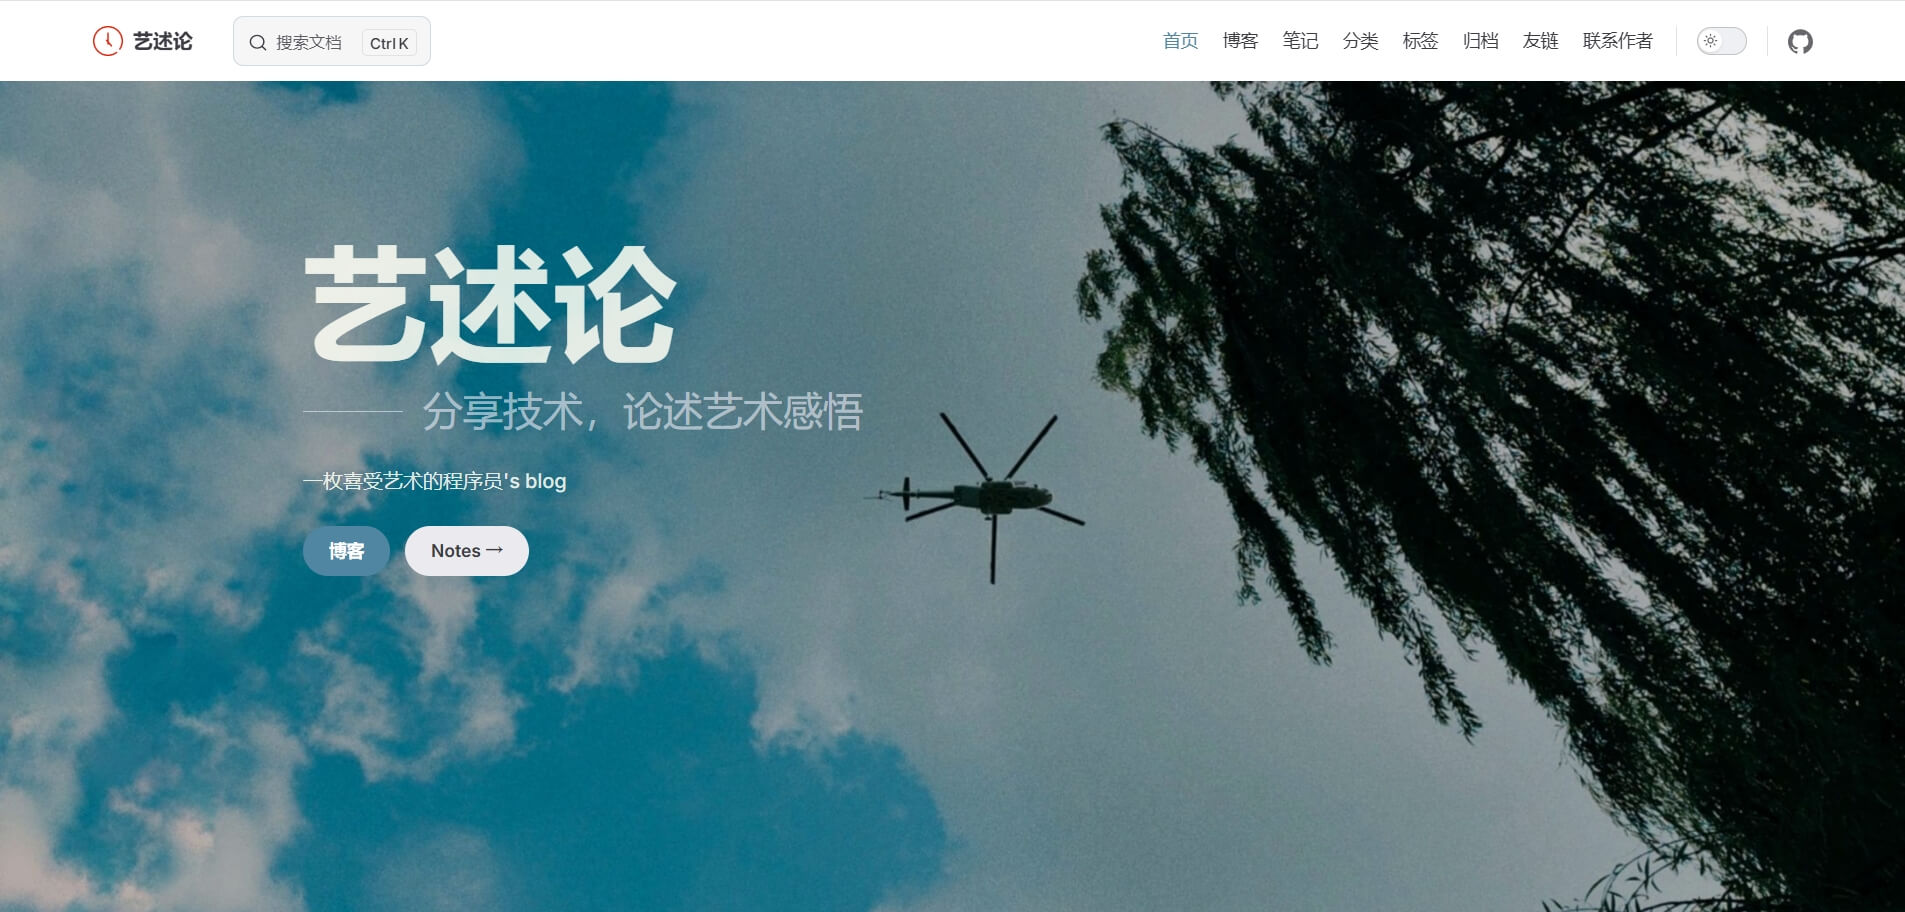 艺述论
搜索文档 Ctrl K
首页 博客 笔记 分类 标签 归档 友链 联系作者
艺述论
分享技术，论述艺术感悟
一枚喜受艺术的程序员's blog
博客 Notes →